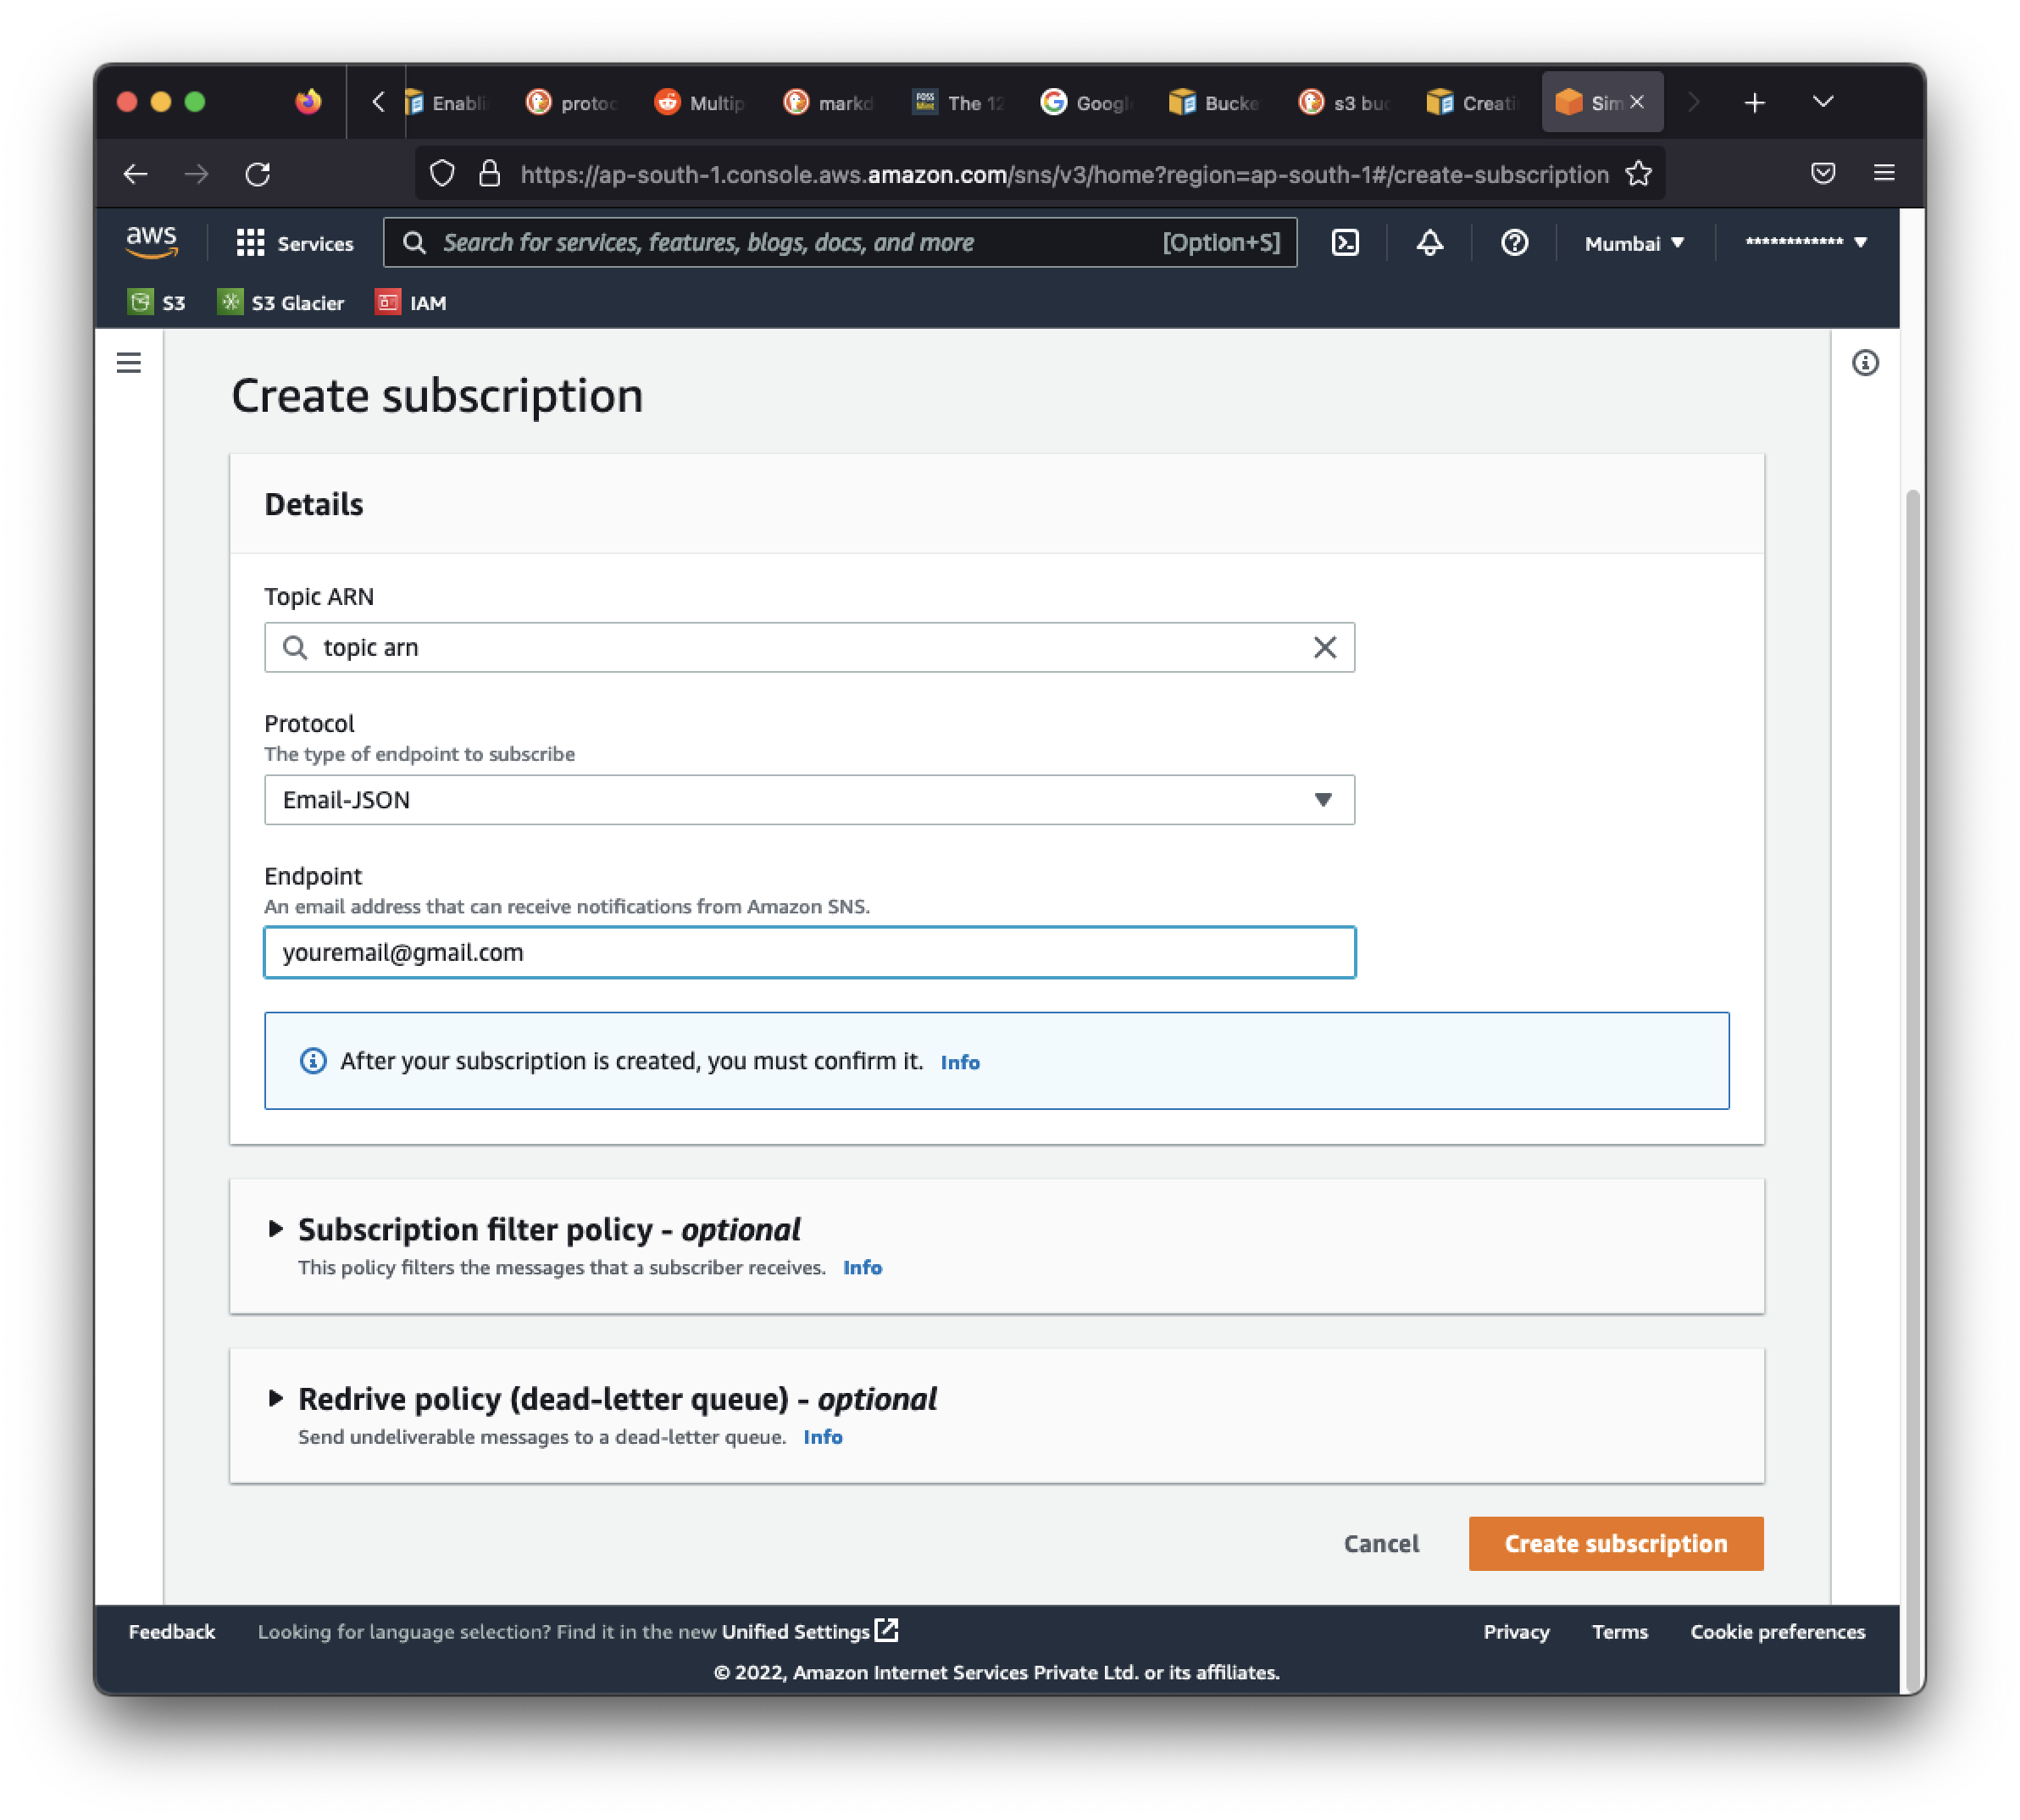 Enabli
protoc
Multip
markd
FOSS Mint The 12
Googl
Bucke
s3 buc
Creati
Sim
https://ap-south-1.console.aws.amazon.com/sns/v3/home?region=ap-south-1#/create-subscription
aws
Services
Search for services, features, blogs, docs, and more [Option+S]
Mumbai
************
S3
S3 Glacier
IAM
Create subscription
Details
Topic ARN
topic arn
Protocol
The type of endpoint to subscribe
Email-JSON
Endpoint
An email address that can receive notifications from Amazon SNS.
youremail@gmail.com
After your subscription is created, you must confirm it. Info
Subscription filter policy - optional
This policy filters the messages that a subscriber receives. Info
Redrive policy (dead-letter queue) - optional
Send undeliverable messages to a dead-letter queue. Info
Cancel
Create subscription
Feedback
Looking for language selection? Find it in the new Unified Settings
Privacy
Terms
Cookie preferences
© 2022, Amazon Internet Services Private Ltd. or its affiliates.